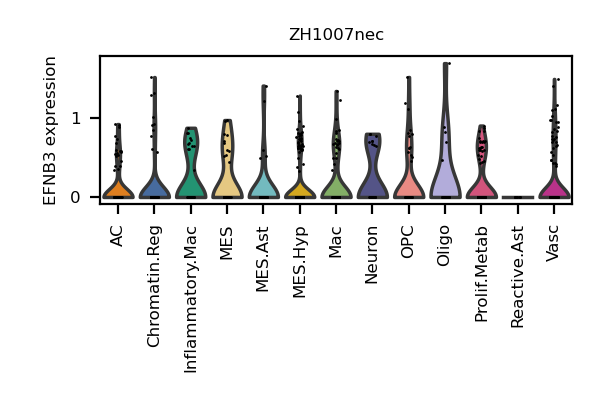 ZH1007nec
EFNB3 expression
1
0
AC
Chromatin.Reg
Inflammatory.Mac
MES
MES.Ast
MES.Hyp
Mac
Neuron
OPC
Oligo
Prolif.Metab
Reactive.Ast
Vasc